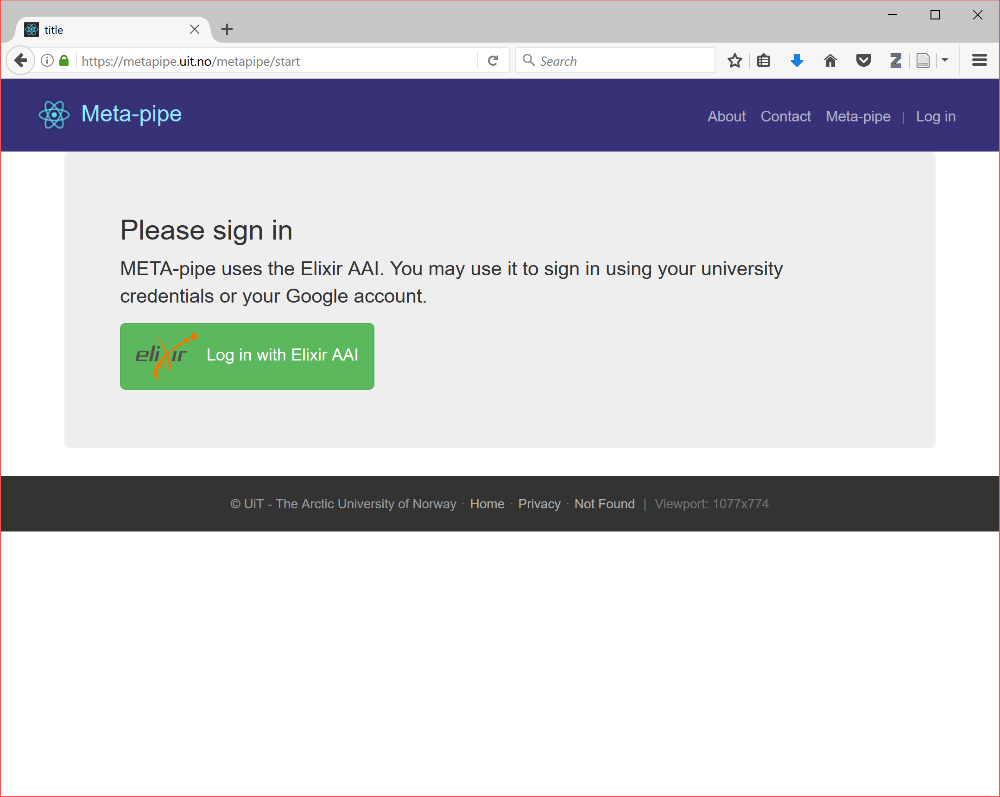 title
https://metapipe.uit.no/metapipe/start
Search
Meta-pipe
About Contact Meta-pipe | Log in
Please sign in
META-pipe uses the Elixir AAI. You may use it to sign in using your university
credentials or your Google account.
elixir Log in with Elixir AAI
© UiT - The Arctic University of Norway · Home · Privacy · Not Found | Viewport: 1077x774